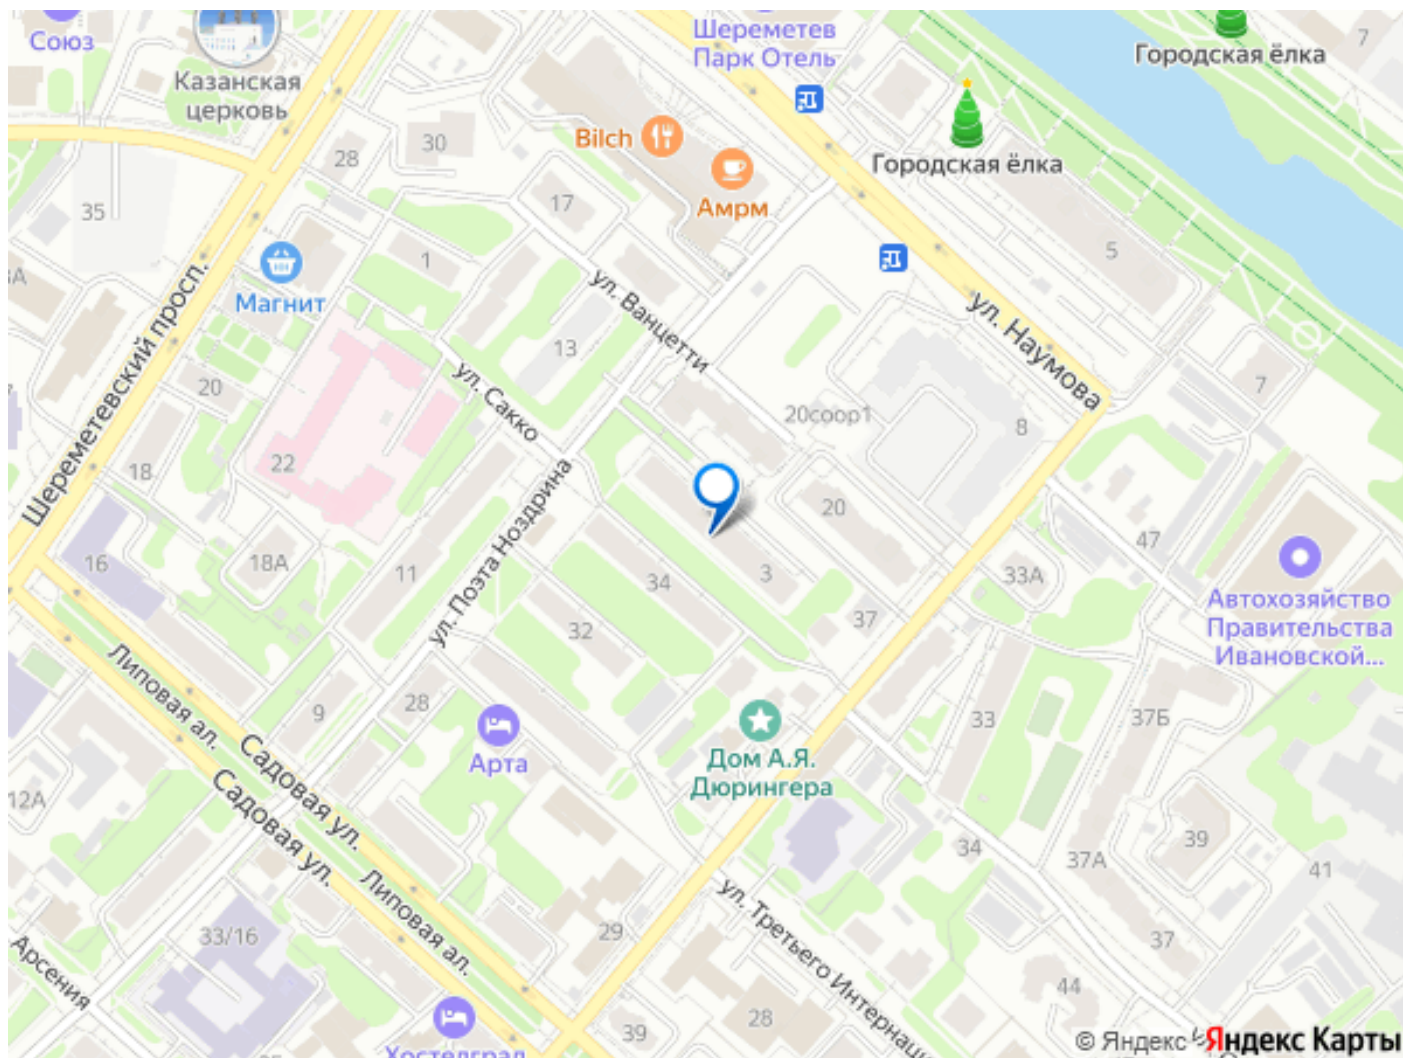 Союз
Казанская
церковь
Шереметев
Парк Отель
Городская ёлка
7
Городская ёлка
Bilch
Амрм
30
28
17
35
1
5
Магнит
ул. Ванцетти
ул. Наумова
13
Шереметевский просп.
20
ул. Сакко
7
20соор1
8
18
22
20
ул. Поэта Ноздрина
47
16
18А
11
34
3
33А
Автохозяйство
Правительства
Ивановской...
32
37
Липовая ал.
9
28
33
37Б
Арта
Дом А.Я.
Дюрингера
Садовая ул.
Садовая ул.
12А
34
39
37А
41
Липовая ал.
ул. Третьего Интернац
33/16
29
37
Арсения
44
28
39
Хостелград
© Яндекс
Яндекс Карты